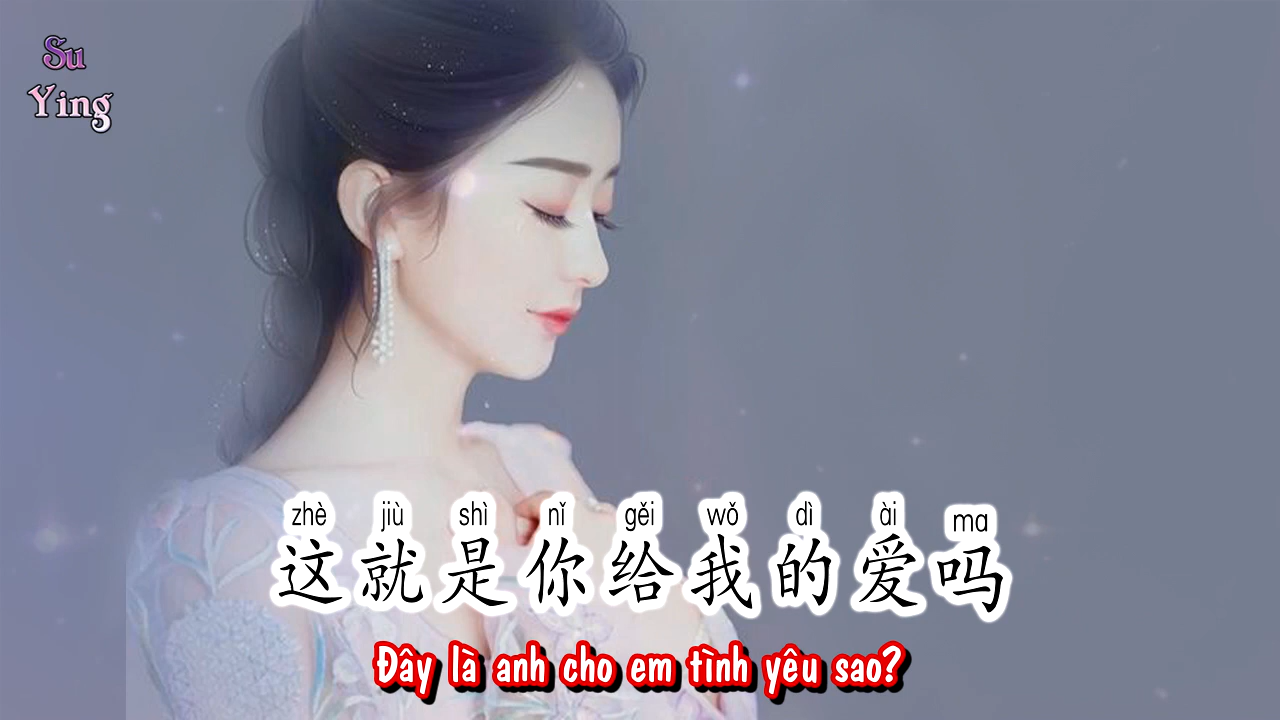 Su
Ying
zhè jiù shì nǐ gěi wǒ dì ài ma
这就是你给我的爱吗
Đây là anh cho em tình yêu sao?